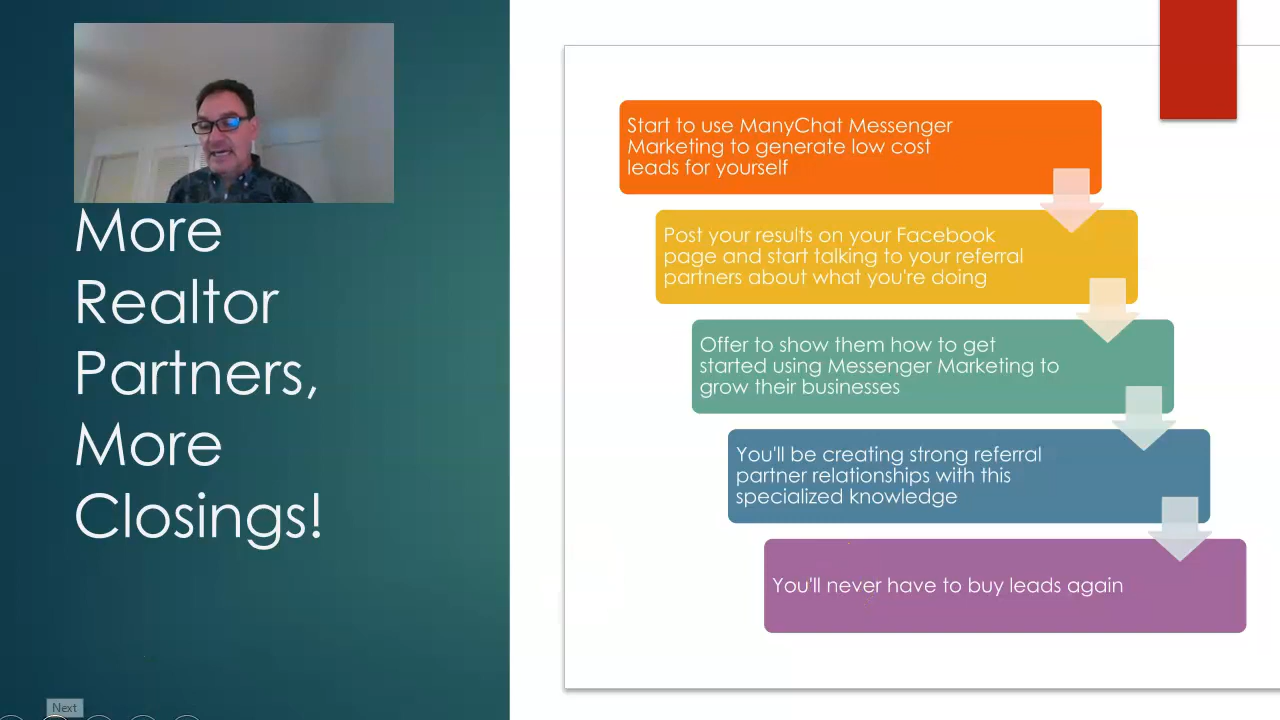 More
Realtor
Partners,
More
Closings!
Start to use ManyChat Messenger
Marketing to generate low cost
leads for yourself
Post your results on your Facebook
page and start talking to your referral
partners about what you're doing
Offer to show them how to get
started using Messenger Marketing to
grow their businesses
You'll be creating strong referral
partner relationships with this
specialized knowledge
You'll never have to buy leads again
Next